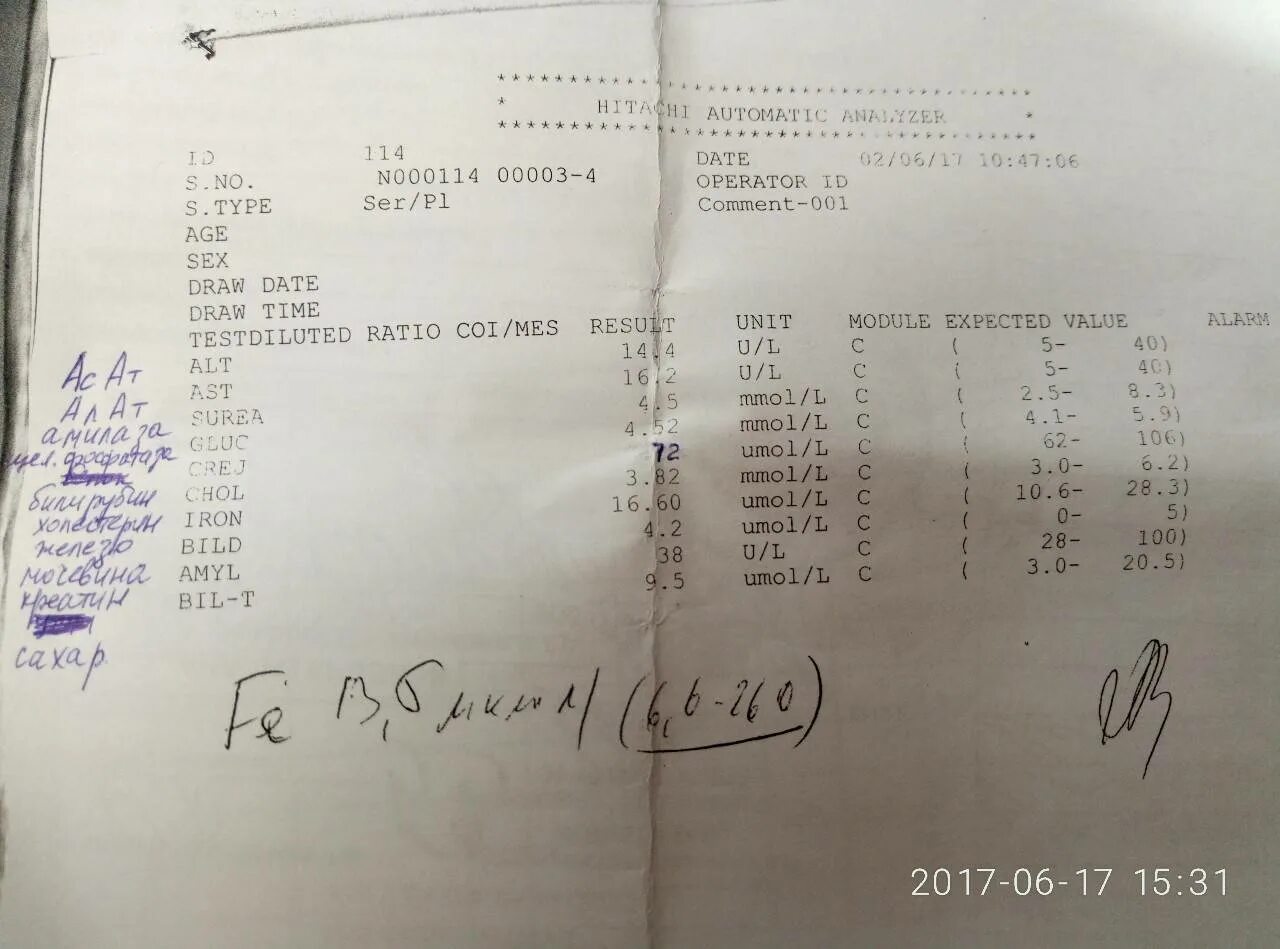 HITACHI AUTOMATIC ANALYZER
ID 114 DATE 02/06/17 10:47:06
S.NO. N000114 00003-4 OPERATOR ID
S.TYPE Ser/Pl Comment-001
AGE
SEX
DRAW DATE
DRAW TIME
TESTDILUTED RATIO COI/MES RESULT UNIT MODULE EXPECTED VALUE ALARM
ALT 14.4 U/L C ( 5- 40)
AST 16.2 U/L C ( 5- 40)
SUREA 4.5 mmol/L C ( 2.5- 8.3)
GLUC 4.52 mmol/L C ( 4.1- 5.9)
CREJ 72 umol/L C ( 62- 106)
CHOL 3.82 mmol/L C ( 3.0- 6.2)
IRON 16.60 umol/L C ( 10.6- 28.3)
BILD 4.2 umol/L C ( 0- 5)
AMYL 38 U/L C ( 28- 100)
BIL-T 9.5 umol/L C ( 3.0- 20.5)
АсАт
АлАт
амилаза
щел. фосфатаза
билирубин
холестерин
железо
мочевина
креатин
сахар
Fe
2017-06-17 15:31